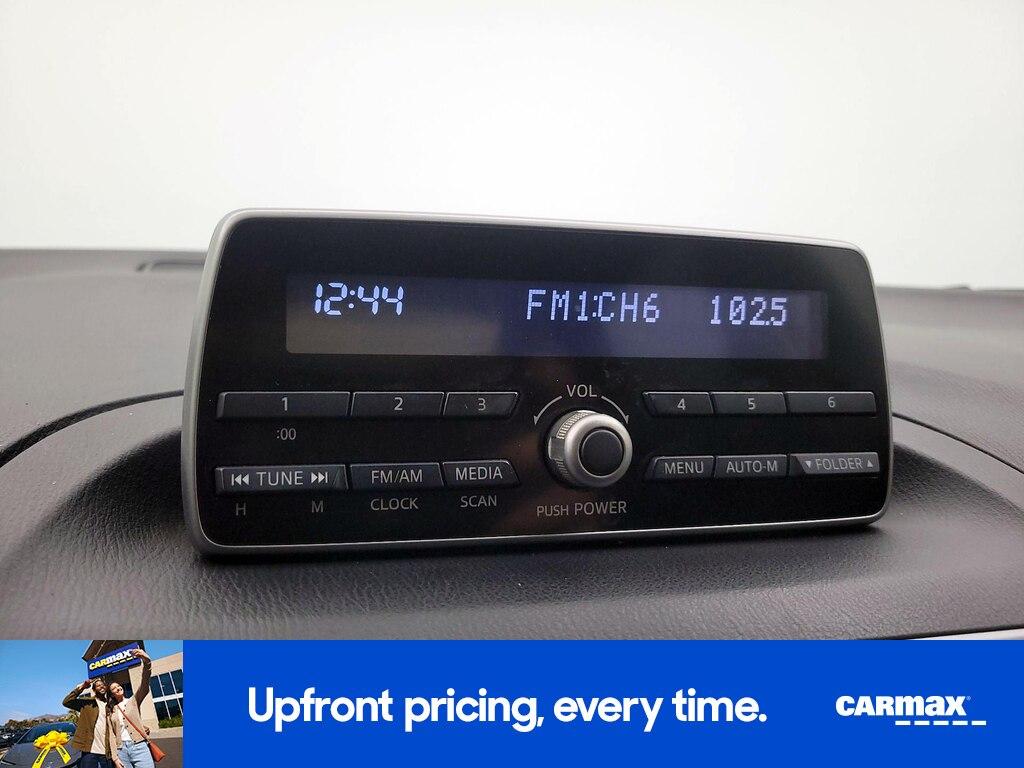 12:44 FM1:CH6 102.5
VOL
1 2 3 4 5 6
:00
⏮ TUNE ⏭ FM/AM MEDIA MENU AUTO-M ▼FOLDER▲
H M CLOCK SCAN PUSH POWER
CARMAX
Upfront pricing, every time. CARMAX